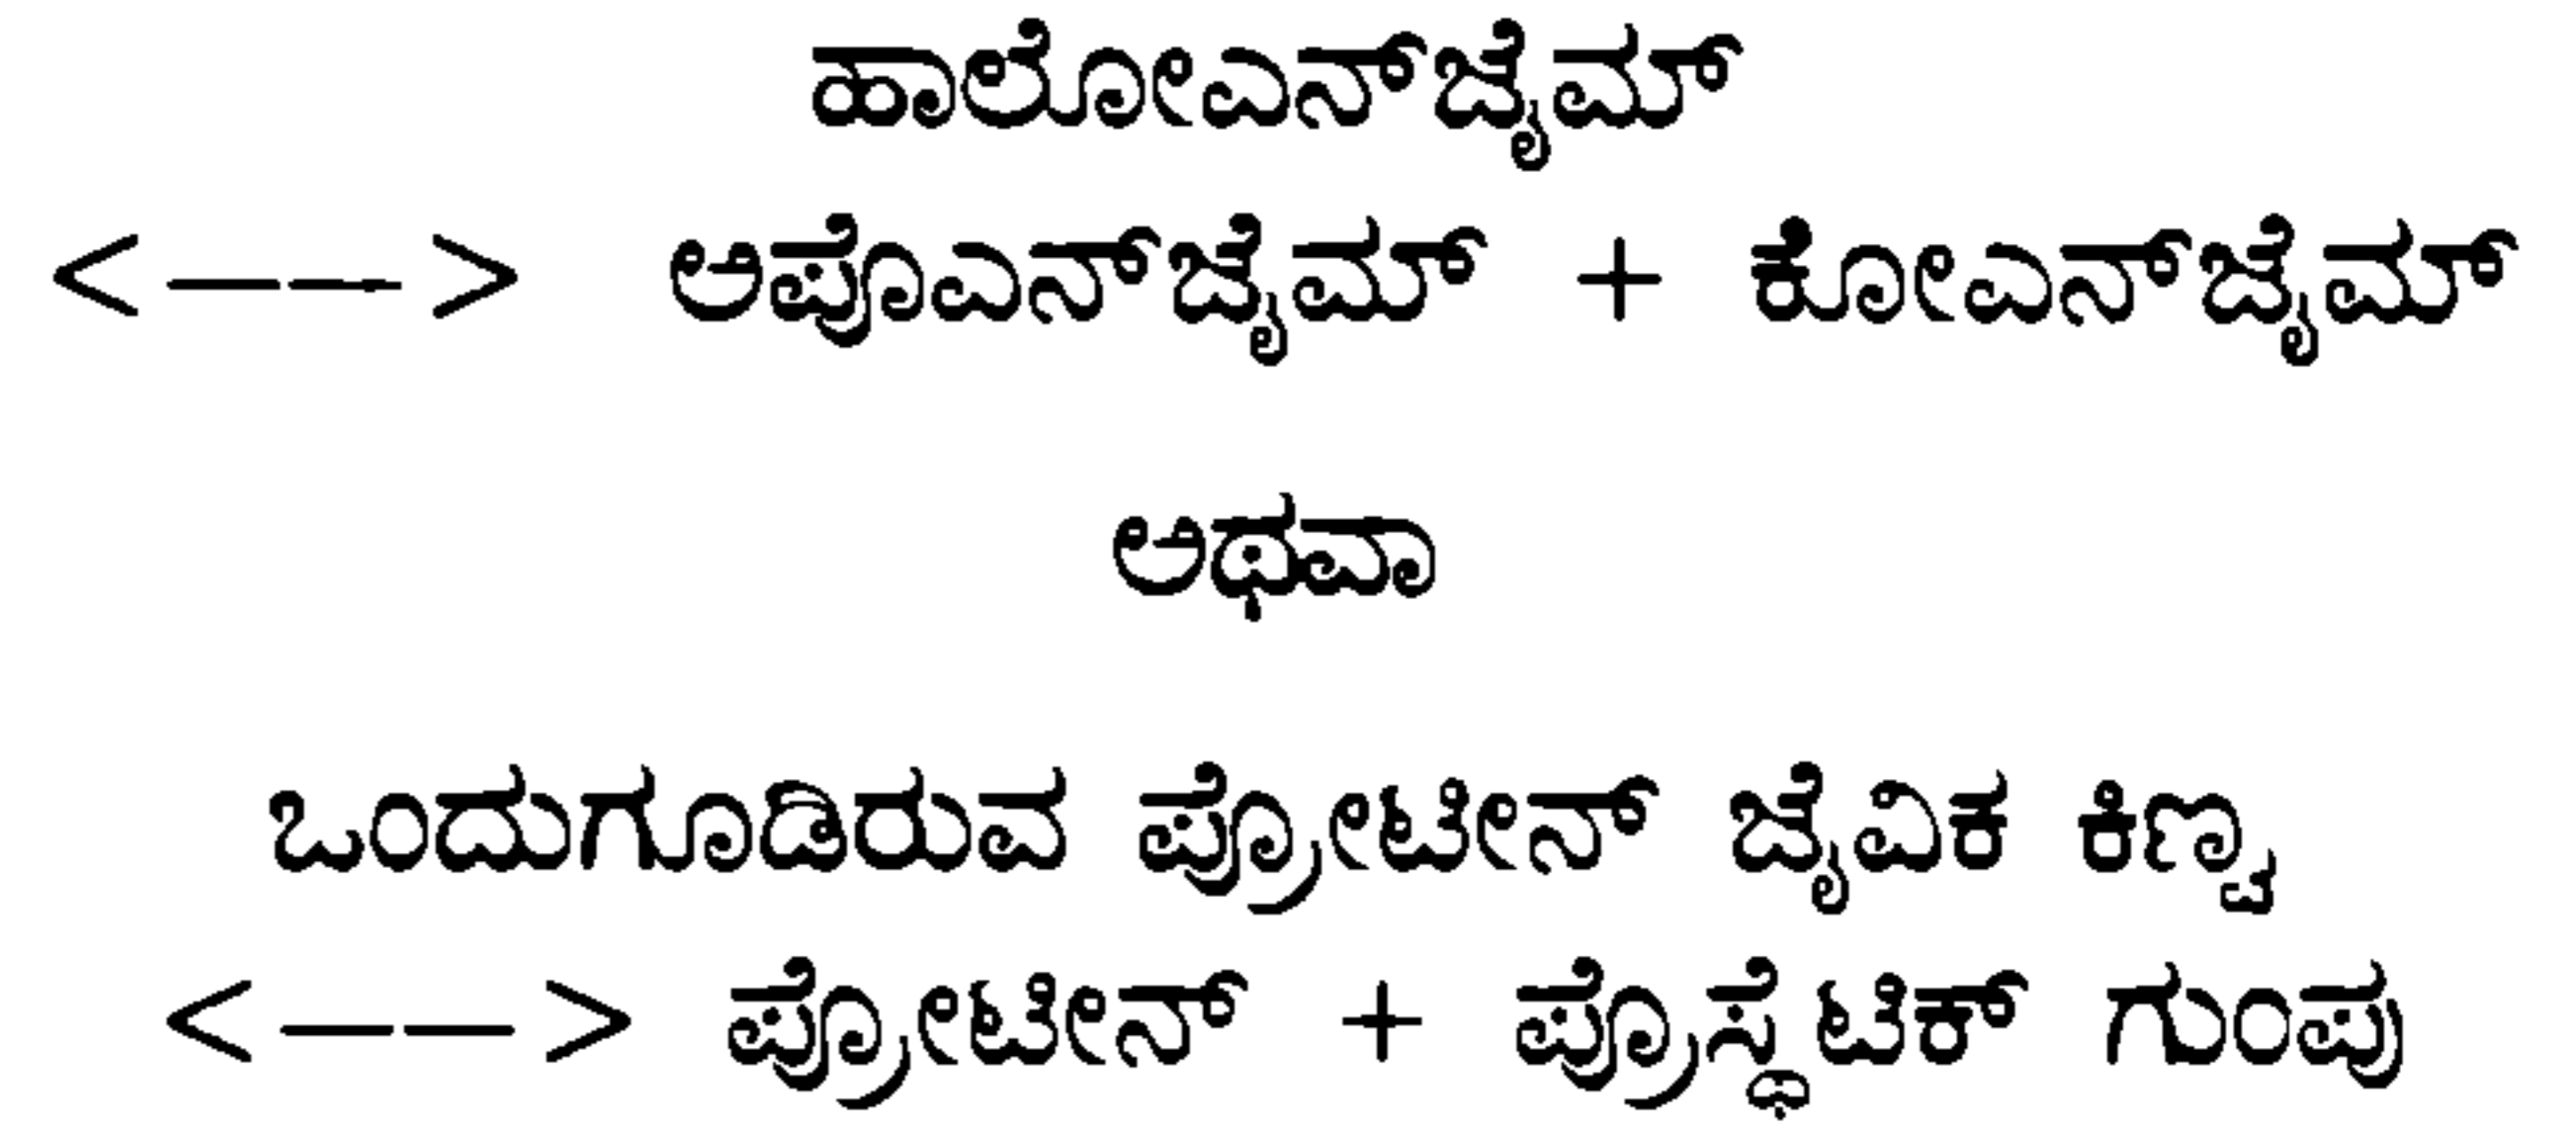 ಹಾಲೋಎನ್‌ಜೈಮ್
<---> ಅಪೊಎನ್‌ಜೈಮ್ + ಕೋಎನ್‌ಜೈಮ್
ಅಥವಾ
ಒಂದುಗೂಡಿರುವ ಪ್ರೋಟೀನ್ ಜೈವಿಕ ಕಿಣ್ವ
<---> ಪ್ರೋಟೀನ್ + ಪ್ರೊಸ್ಥೆಟಿಕ್ ಗುಂಪು